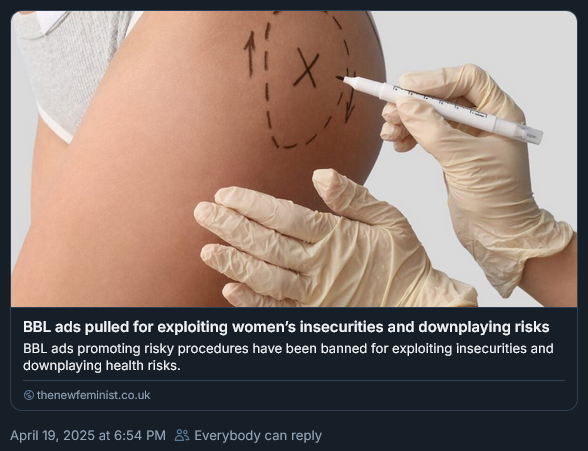 X
BBL ads pulled for exploiting women’s insecurities and downplaying risks
BBL ads promoting risky procedures have been banned for exploiting insecurities and
downplaying health risks.
thenewfeminist.co.uk
April 19, 2025 at 6:54 PM Everybody can reply